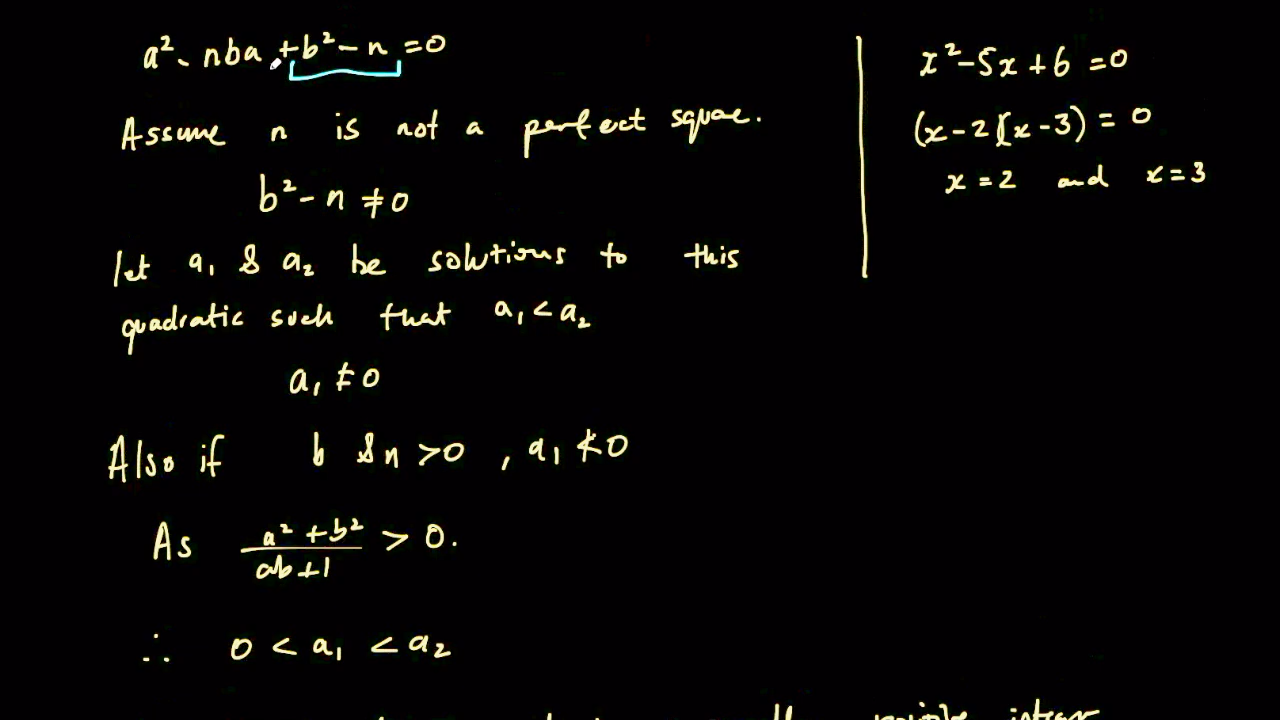 a² - nba + b² - n = 0
Assume n is not a perfect square.
b² - n ≠ 0
let a₁ & a₂ be solutions to this
quadratic such that a₁ < a₂
a₁ ≠ 0
Also if b & n > 0 , a₁ ≮ 0
As (a² + b²)/(ab + 1) > 0.
∴ 0 < a₁ < a₂
integer
x² - 5x + 6 = 0
(x - 2)(x - 3) = 0
x = 2 and x = 3